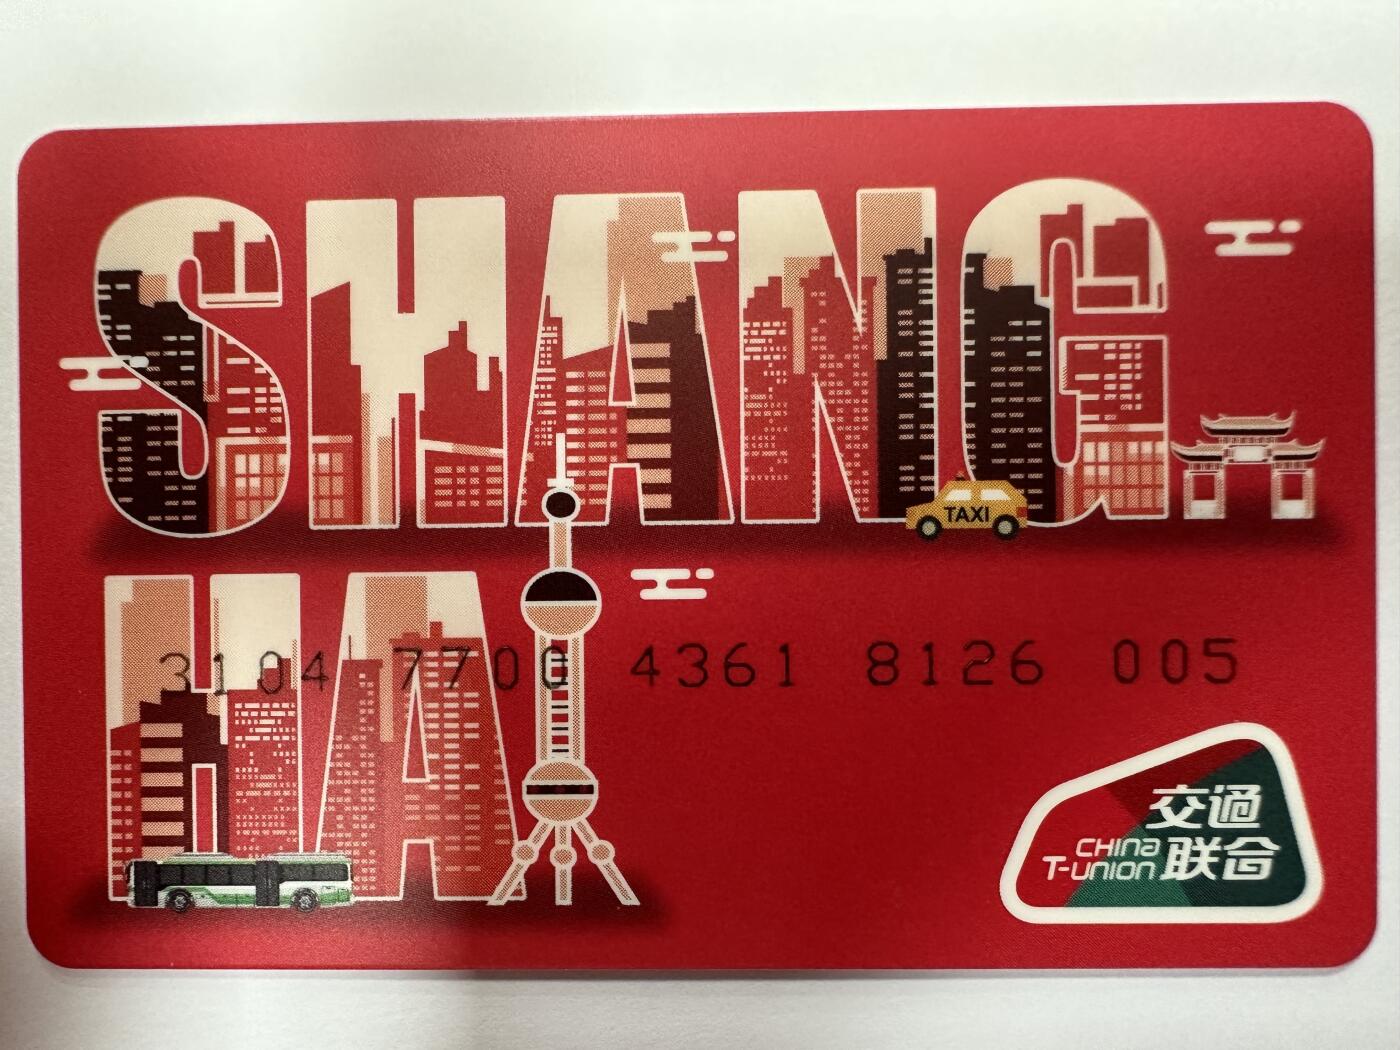 SHANG
TAXI
HAI
3104 7700 4361 8126 005
交通
CHINA
T-UNION 联合